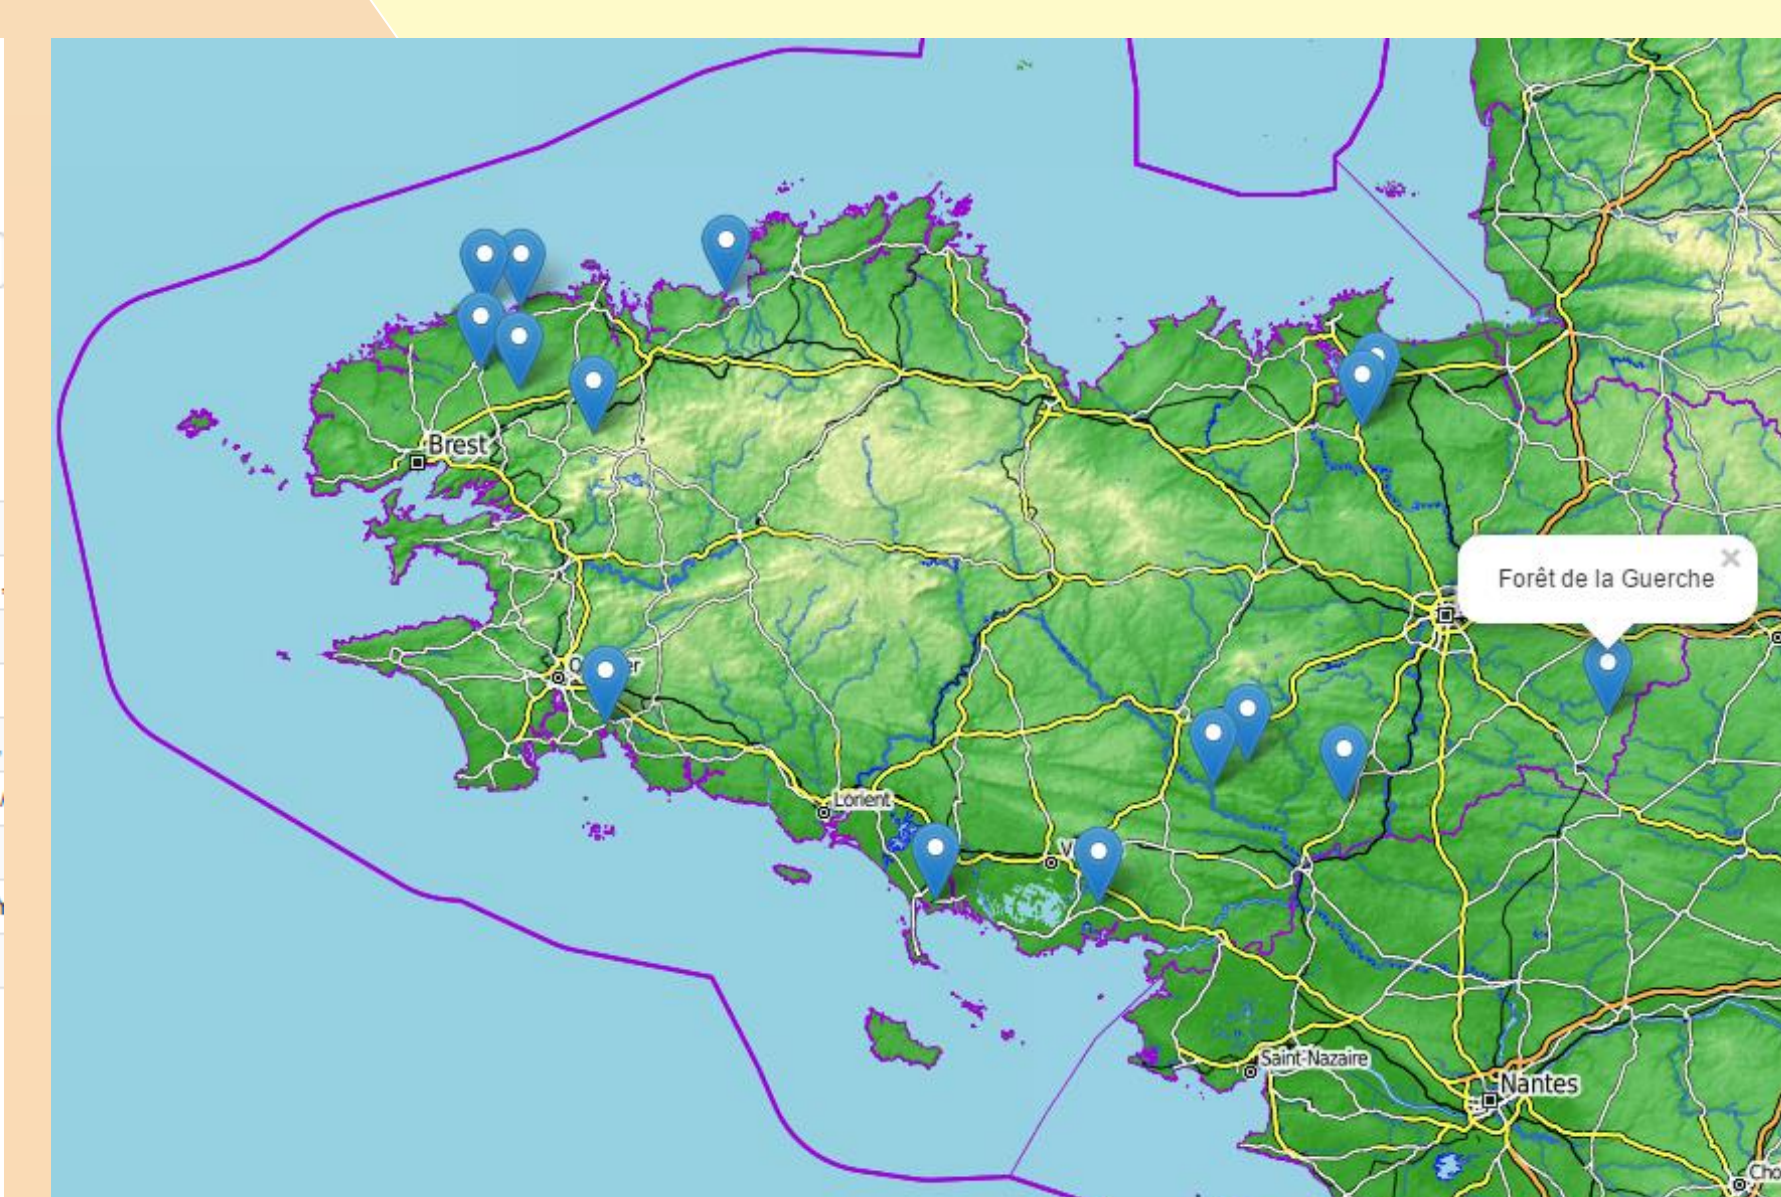 Brest
Forêt de la Guerche
×
Lorient
Saint-Nazaire
Nantes